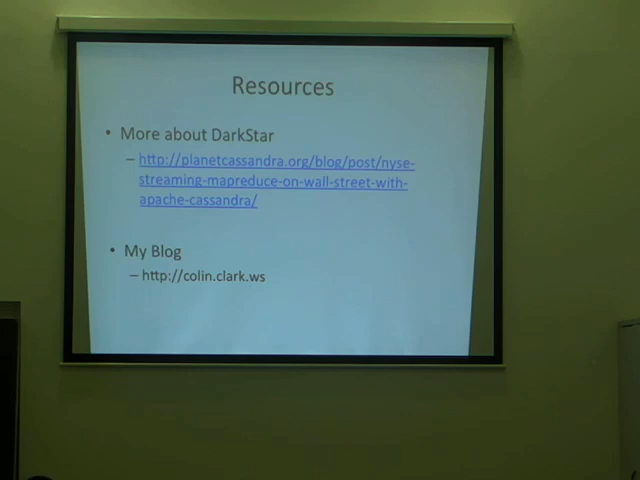 Resources
• More about DarkStar
– http://planetcassandra.org/blog/post/nyse-
streaming-mapreduce-on-wall-street-with-
apache-cassandra/
• My Blog
– http://colin.clark.ws